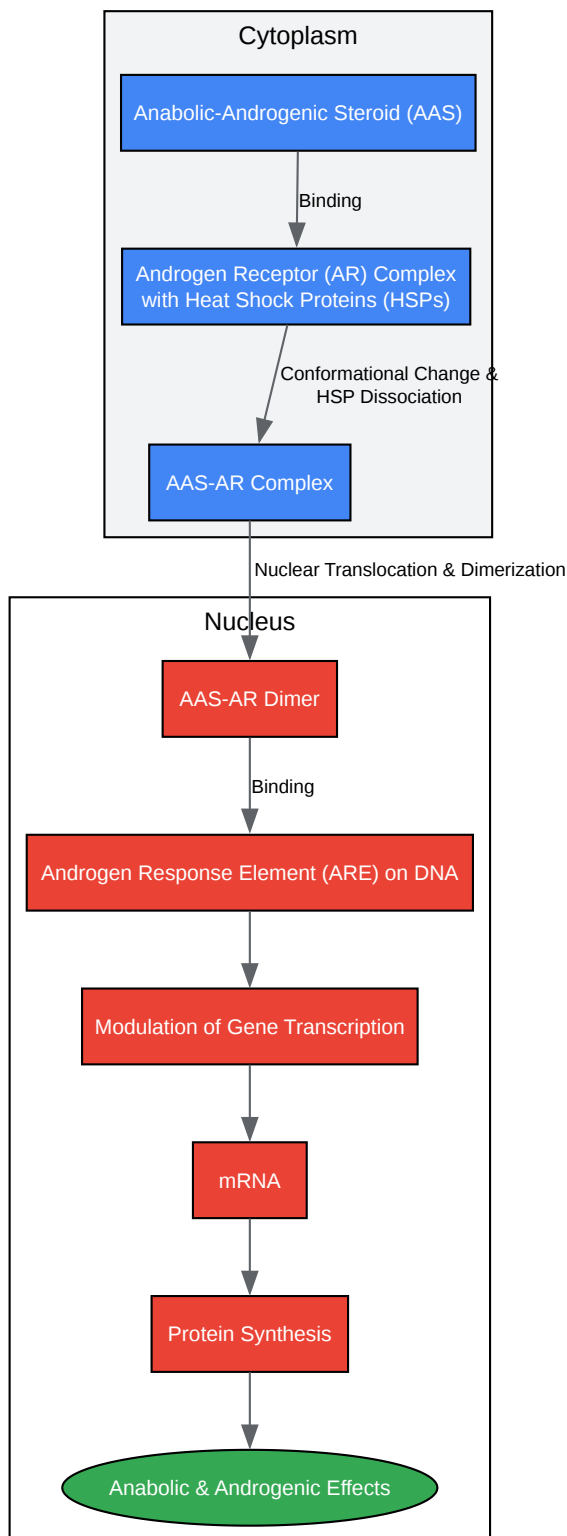 Cytoplasm
Anabolic-Androgenic Steroid (AAS)
Binding
Androgen Receptor (AR) Complex
with Heat Shock Proteins (HSPs)
Conformational Change &
HSP Dissociation
AAS-AR Complex
Nuclear Translocation & Dimerization
Nucleus
AAS-AR Dimer
Binding
Androgen Response Element (ARE) on DNA
Modulation of Gene Transcription
mRNA
Protein Synthesis
Anabolic & Androgenic Effects